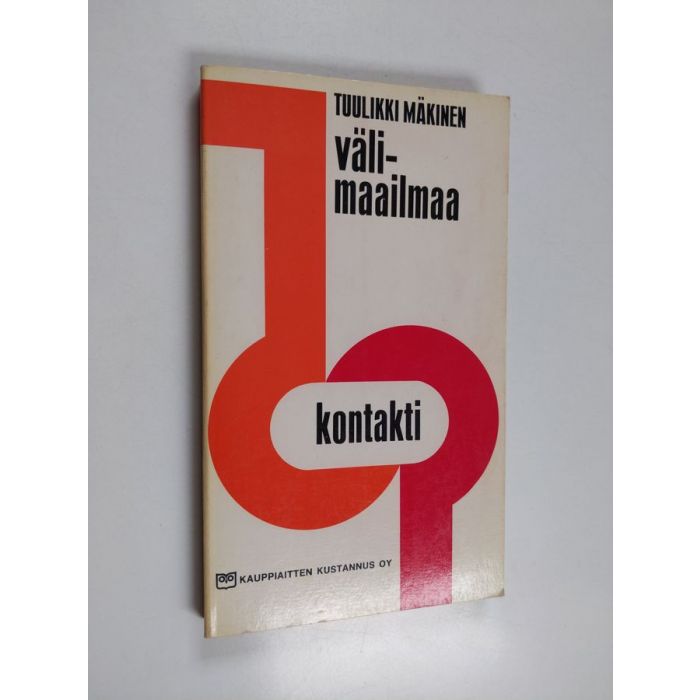 TUULIKKI MÄKINEN
väli-
maailmaa
kontakti
KAUPPIAITTEN KUSTANNUS OY